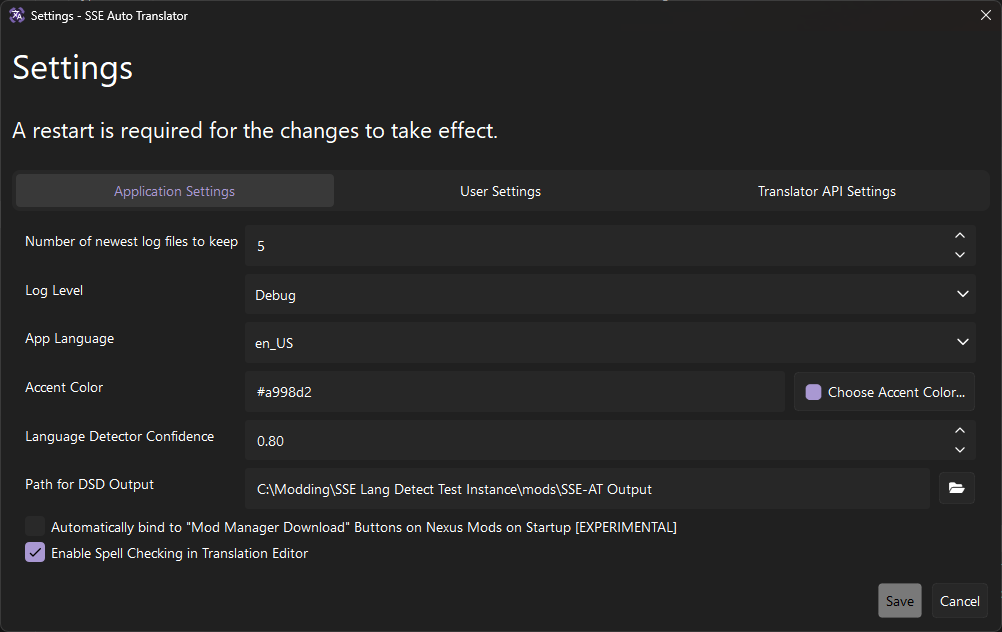 Settings - SSE Auto Translator
Settings
A restart is required for the changes to take effect.
Application Settings
User Settings
Translator API Settings
Number of newest log files to keep
5
Log Level
Debug
App Language
en_US
Accent Color
#a998d2
Choose Accent Color...
Language Detector Confidence
0.80
Path for DSD Output
C:\Modding\SSE Lang Detect Test Instance\mods\SSE-AT Output
Automatically bind to "Mod Manager Download" Buttons on Nexus Mods on Startup [EXPERIMENTAL]
Enable Spell Checking in Translation Editor
Save
Cancel